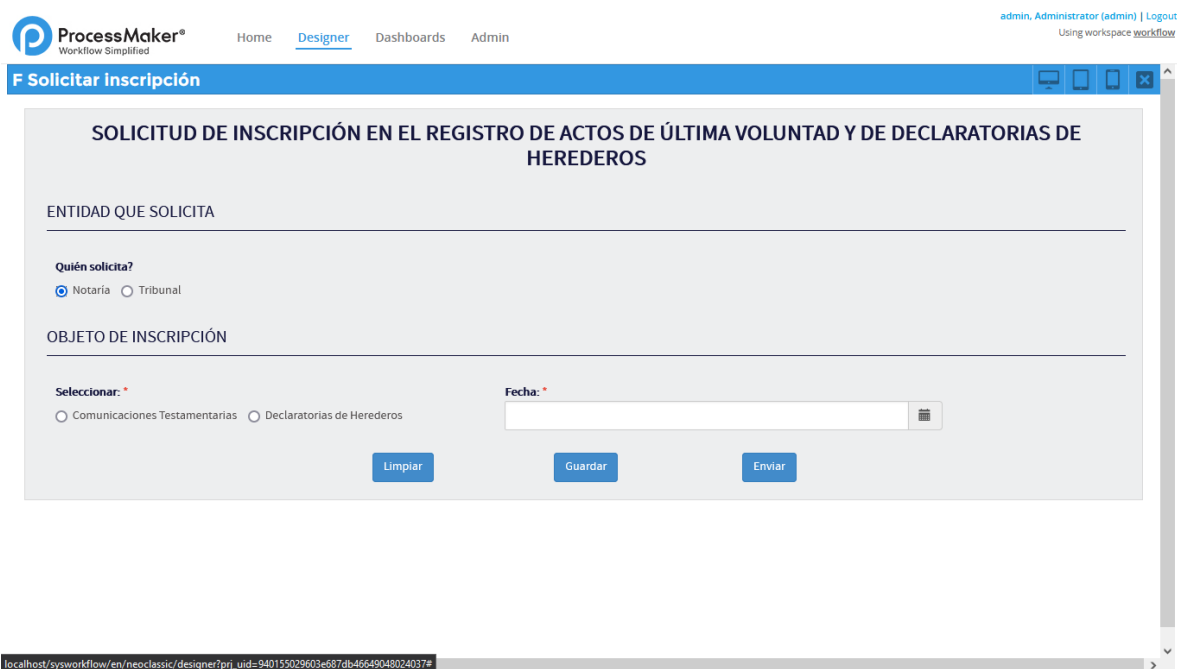 admin, Administrator (admin) | Logout
Using workspace workflow
ProcessMaker®
Workflow Simplified
Home Designer Dashboards Admin
F Solicitar inscripción
SOLICITUD DE INSCRIPCIÓN EN EL REGISTRO DE ACTOS DE ÚLTIMA VOLUNTAD Y DE DECLARATORIAS DE
HEREDEROS
ENTIDAD QUE SOLICITA
Quién solicita?
Notaría Tribunal
OBJETO DE INSCRIPCIÓN
Seleccionar: * Fecha: *
Comunicaciones Testamentarias Declaratorias de Herederos
Limpiar Guardar Enviar
localhost/sysworkflow/en/neoclassic/designer?prj_uid=940155029603e687db46649048024037#